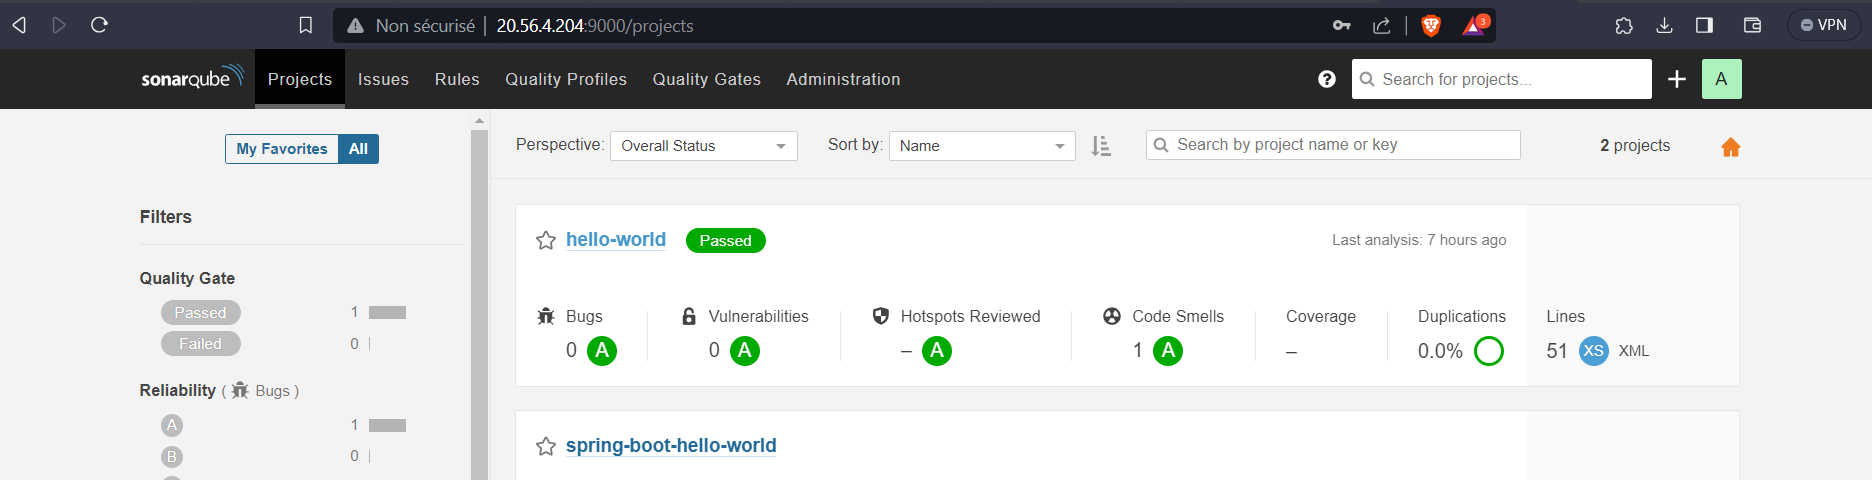 Non sécurisé | 20.56.4.204:9000/projects
3
VPN
sonarqube Projects Issues Rules Quality Profiles Quality Gates Administration
? Search for projects... + A
My Favorites All
Perspective: Overall Status Sort by: Name Search by project name or key 2 projects
Filters
Quality Gate
Passed 1
Failed 0
Reliability ( Bugs )
A 1
B 0
hello-world Passed Last analysis: 7 hours ago
Bugs Vulnerabilities Hotspots Reviewed Code Smells Coverage Duplications Lines
0 A 0 A – A 1 A – 0.0% 51 XS XML
spring-boot-hello-world